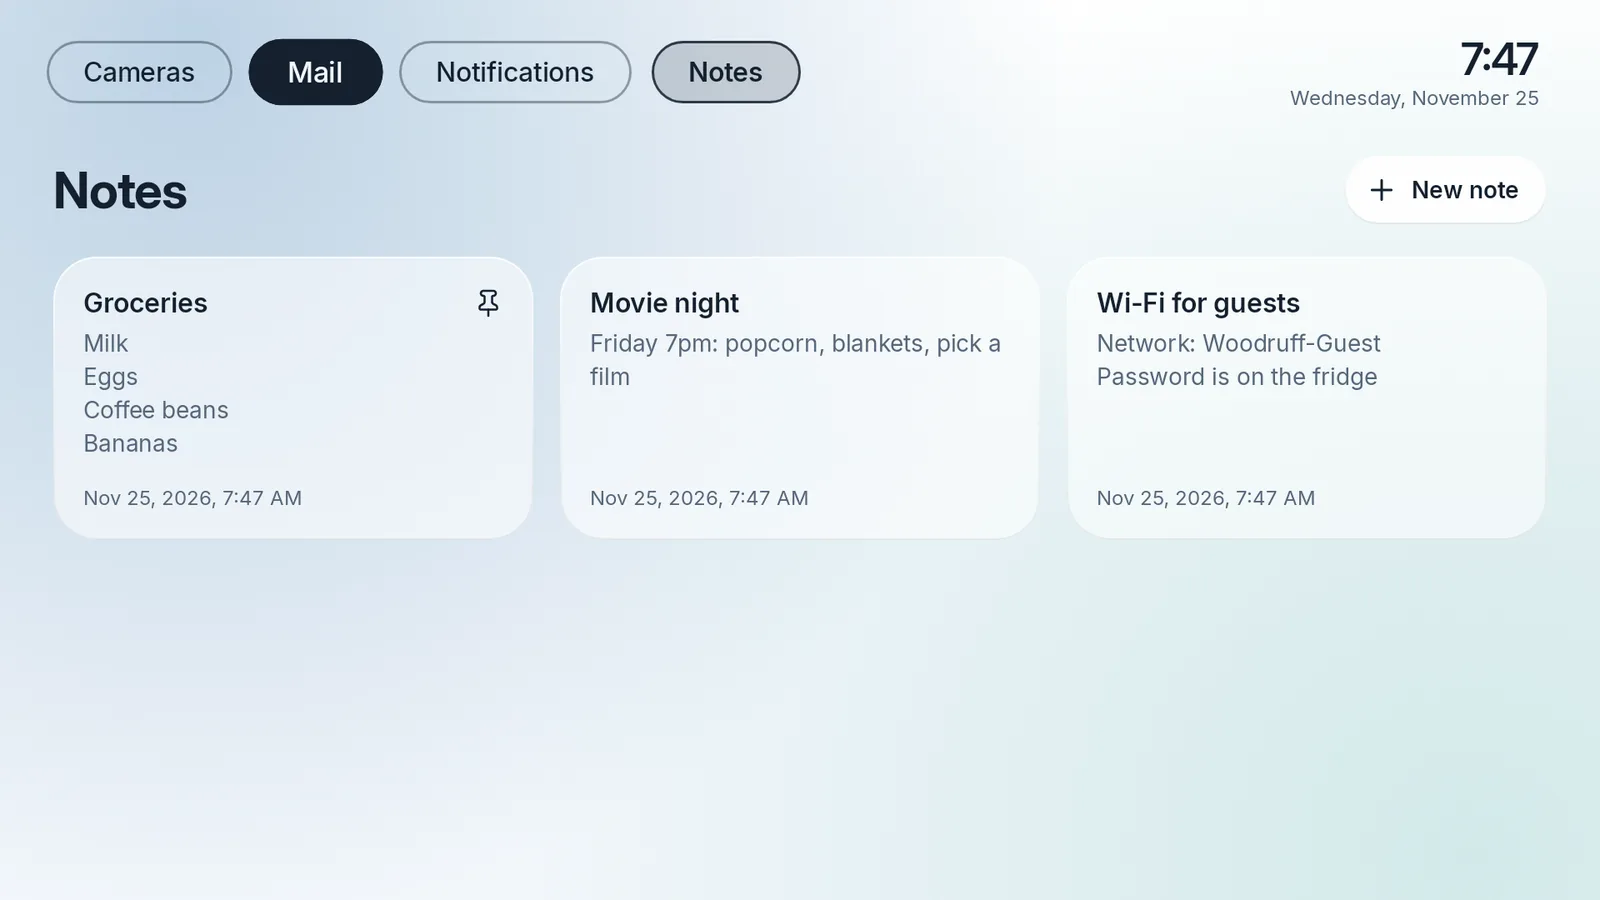 Cameras
Mail
Notifications
Notes
7:47
Wednesday, November 25
Notes
New note
Groceries
Milk
Eggs
Coffee beans
Bananas
Nov 25, 2026, 7:47 AM
Movie night
Friday 7pm: popcorn, blankets, pick a
film
Nov 25, 2026, 7:47 AM
Wi-Fi for guests
Network: Woodruff-Guest
Password is on the fridge
Nov 25, 2026, 7:47 AM